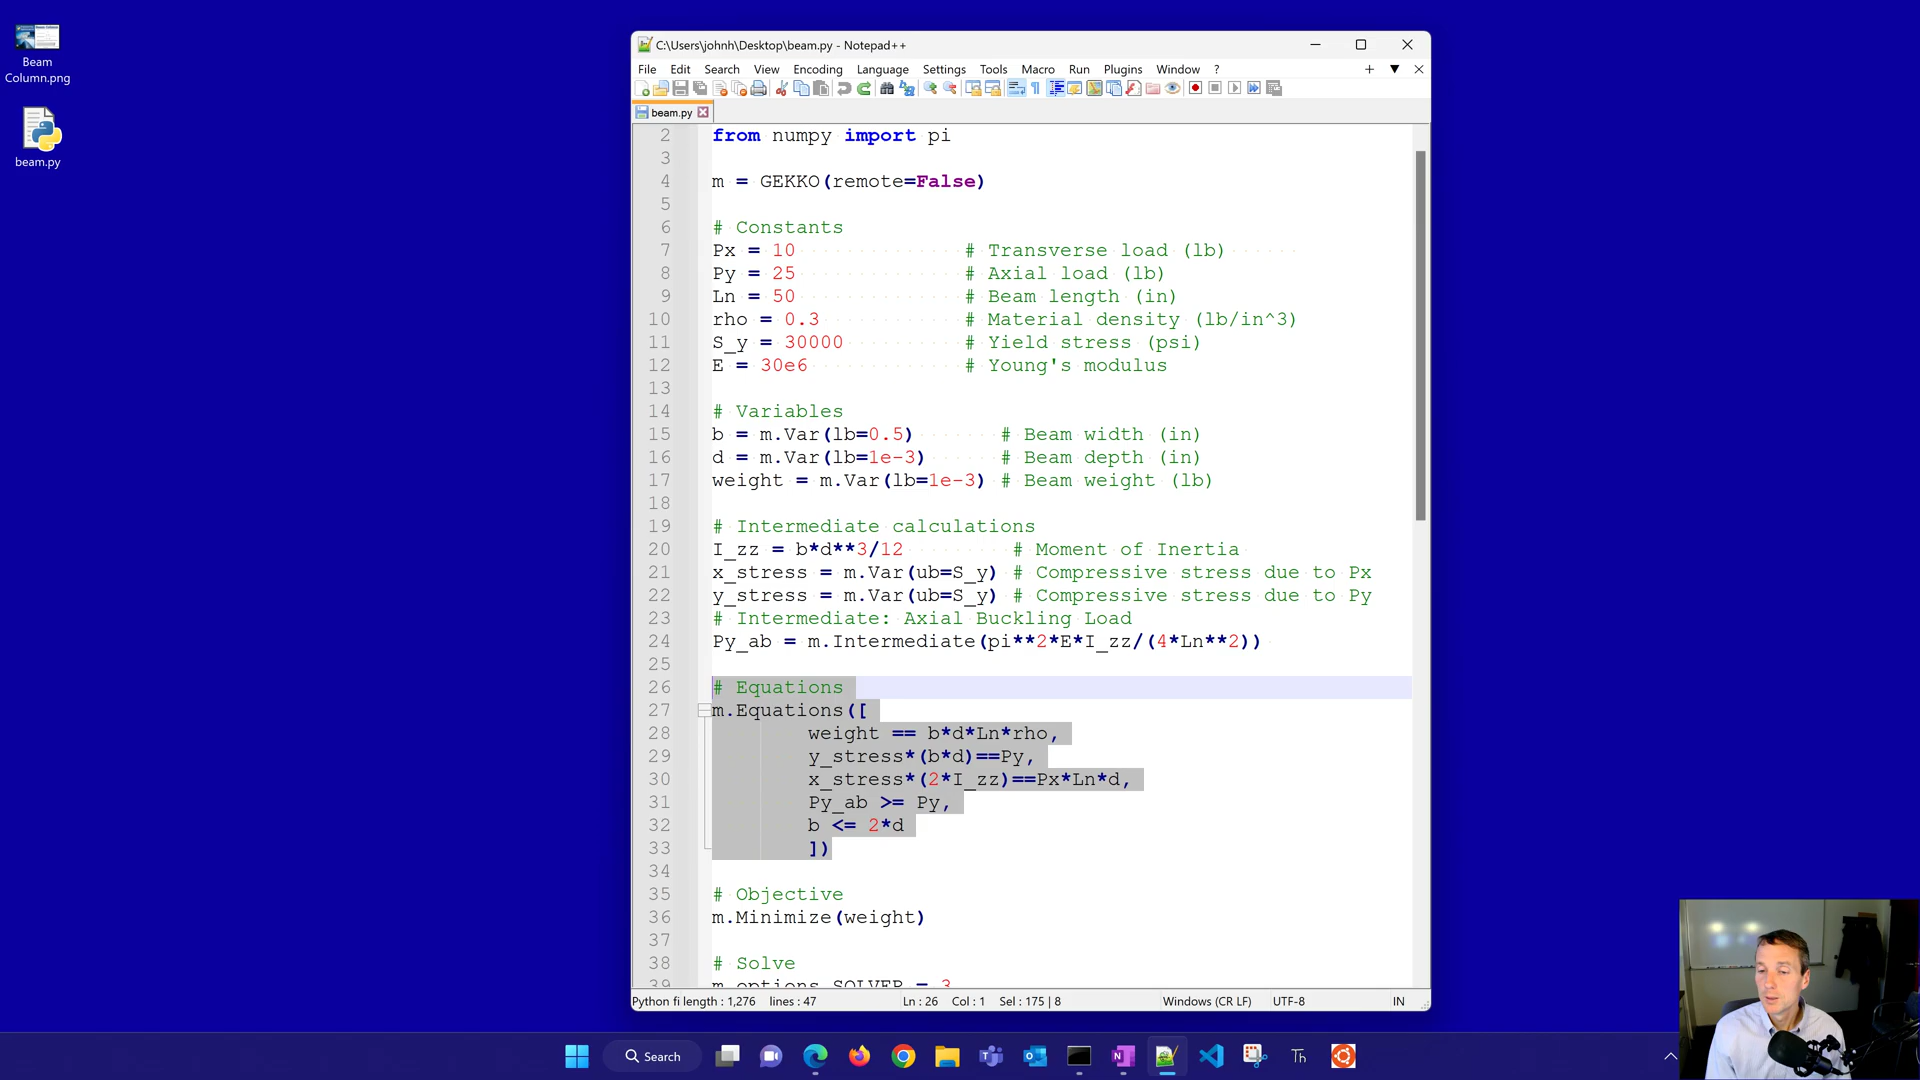 Beam
Column.png
beam.py
C:\Users\johnh\Desktop\beam.py - Notepad++
File Edit Search View Encoding Language Settings Tools Macro Run Plugins Window ?
beam.py
2 from numpy import pi
3
4 m = GEKKO(remote=False)
5
6 # Constants
7 Px = 10 # Transverse load (lb)
8 Py = 25 # Axial load (lb)
9 Ln = 50 # Beam length (in)
10 rho = 0.3 # Material density (lb/in^3)
11 S_y = 30000 # Yield stress (psi)
12 E = 30e6 # Young's modulus
13
14 # Variables
15 b = m.Var(lb=0.5) # Beam width (in)
16 d = m.Var(lb=1e-3) # Beam depth (in)
17 weight = m.Var(lb=1e-3) # Beam weight (lb)
18
19 # Intermediate calculations
20 I_zz = b*d**3/12 # Moment of Inertia
21 x_stress = m.Var(ub=S_y) # Compressive stress due to Px
22 y_stress = m.Var(ub=S_y) # Compressive stress due to Py
23 # Intermediate: Axial Buckling Load
24 Py_ab = m.Intermediate(pi**2*E*I_zz/(4*Ln**2))
25
26 # Equations
27 m.Equations([
28 weight == b*d*Ln*rho,
29 y_stress*(b*d)==Py,
30 x_stress*(2*I_zz)==Px*Ln*d,
31 Py_ab >= Py,
32 b <= 2*d
33 ])
34
35 # Objective
36 m.Minimize(weight)
37
38 # Solve
39 m.options.SOLVER = 3
Python fi length : 1,276 lines : 47 Ln : 26 Col : 1 Sel : 175 | 8 Windows (CR LF) UTF-8 IN
Search
Th